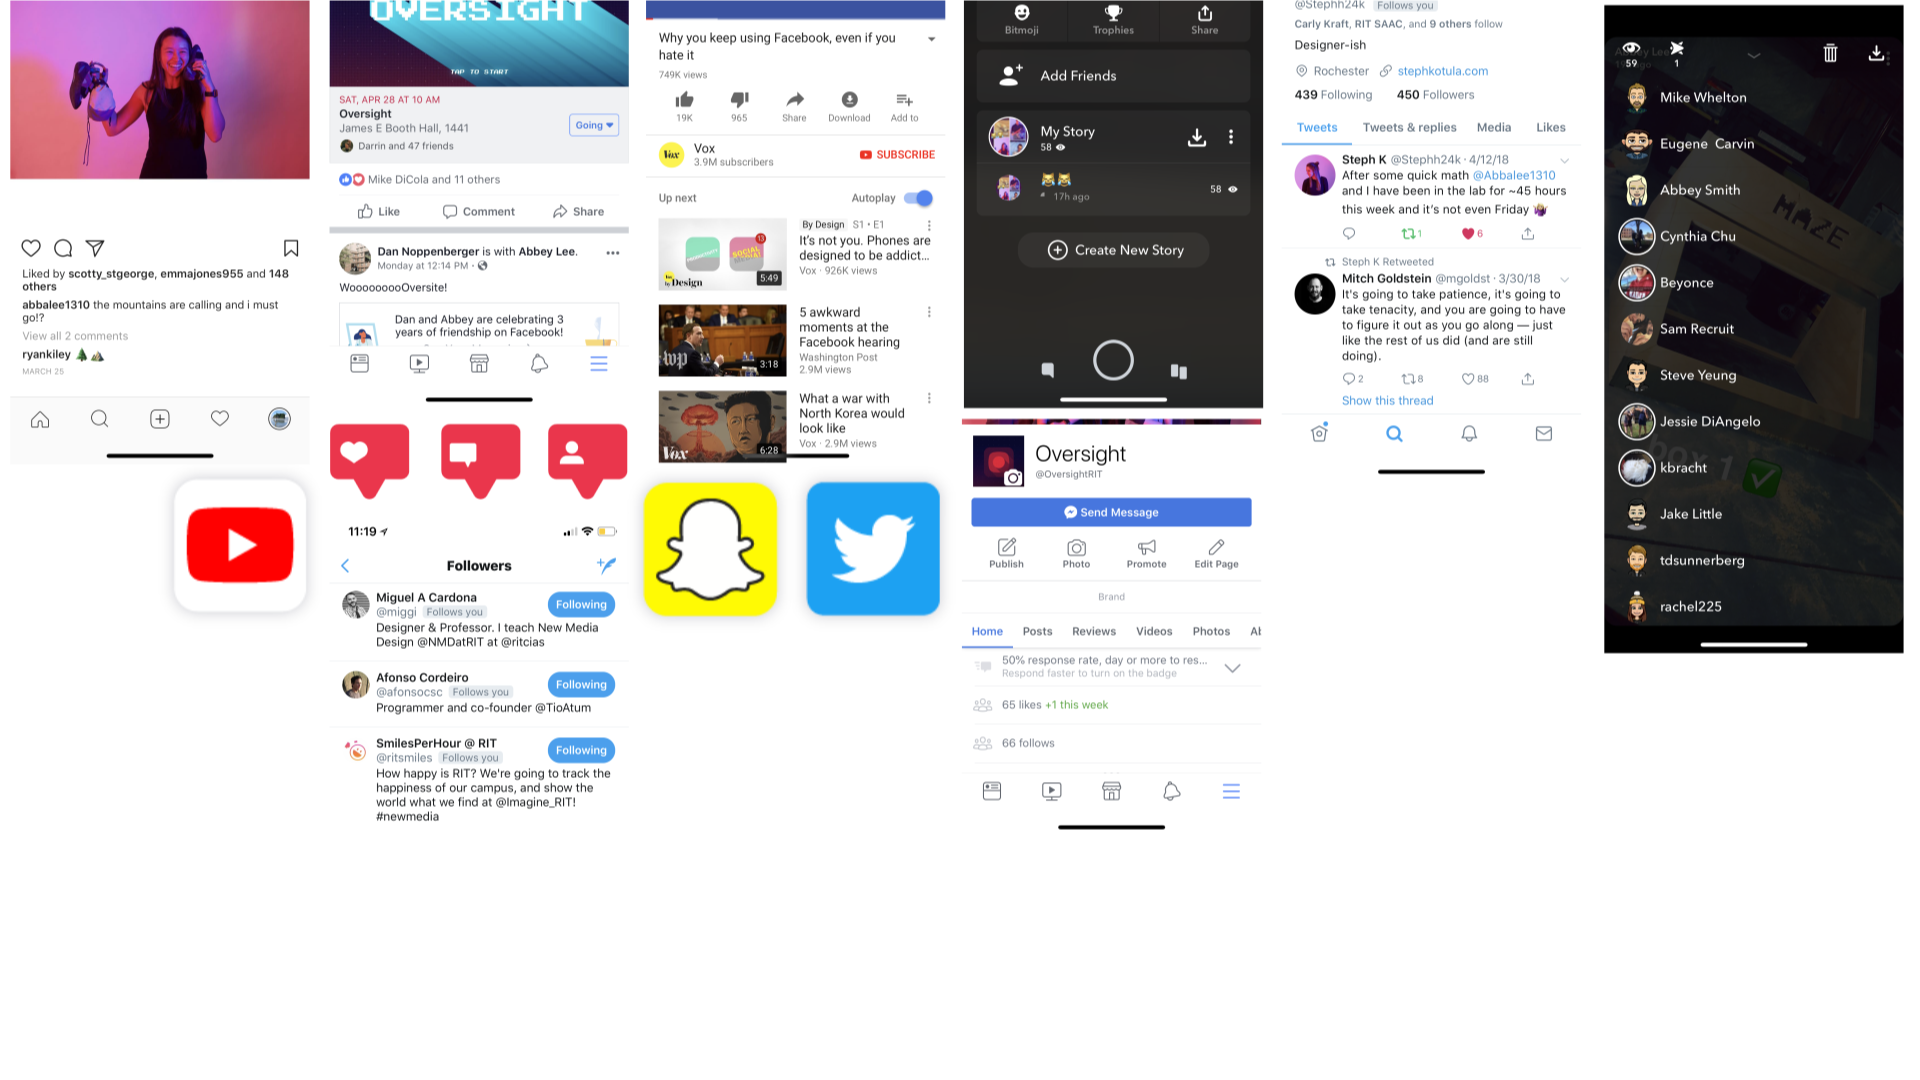 Liked by scotty_stgeorge, emmajones955 and 148
others
abbalee1310 the mountains are calling and i must
go!?
View all 2 comments
ryankiley
MARCH 25
OVERSIGHT
TAP TO START
SAT, APR 28 AT 10 AM
Oversight
James E Booth Hall, 1441
Going
Darrin and 47 friends
Mike DiCola and 11 others
Like
Comment
Share
Dan Noppenberger is with Abbey Lee.
Monday at 12:14 PM
WooooooooOversite!
Dan and Abbey are celebrating 3
years of friendship on Facebook!
11:19
Followers
Miguel A Cardona
@miggi Follows you
Following
Designer & Professor. I teach New Media
Design @NMDatRIT at @ritcias
Afonso Cordeiro
@afonsocsc Follows you
Following
Programmer and co-founder @TioAtum
SmilesPerHour @ RIT
@ritsmiles Follows you
Following
How happy is RIT? We're going to track the
happiness of our campus, and show the
world what we find at @Imagine_RIT!
#newmedia
Why you keep using Facebook, even if you
hate it
749K views
19K
965
Share
Download
Add to
Vox
Vox
3.9M subscribers
SUBSCRIBE
Up next
Autoplay
by Design
5:49
By Design S1 • E1
It's not you. Phones are
designed to be addict...
Vox · 926K views
wp
3:18
5 awkward
moments at the
Facebook hearing
Washington Post
2.9M views
Vox
6:28
What a war with
North Korea would
look like
Vox · 2.9M views
Bitmoji
Trophies
Share
Add Friends
My Story
58
17h ago
58
Create New Story
Oversight
@OversightRIT
Send Message
Publish
Photo
Promote
Edit Page
Brand
Home
Posts
Reviews
Videos
Photos
Al
50% response rate, day or more to res...
Respond faster to turn on the badge
65 likes +1 this week
66 follows
@Stephh24k Follows you
Carly Kraft, RIT SAAC, and 9 others follow
Designer-ish
Rochester stephkotula.com
439 Following 450 Followers
Tweets
Tweets & replies
Media
Likes
Steph K @Stephh24k · 4/12/18
After some quick math @Abbalee1310
and I have been in the lab for ~45 hours
this week and it's not even Friday
1
6
Steph K Retweeted
Mitch Goldstein @mgoldst · 3/30/18
It's going to take patience, it's going to
take tenacity, and you are going to have
to figure it out as you go along — just
like the rest of us did (and are still
doing).
2
8
88
Show this thread
59
1
MAZE
Mike Whelton
Eugene Carvin
Abbey Smith
Cynthia Chu
Beyonce
Sam Recruit
Steve Yeung
Jessie DiAngelo
kbracht
Jake Little
tdsunnerberg
rachel225